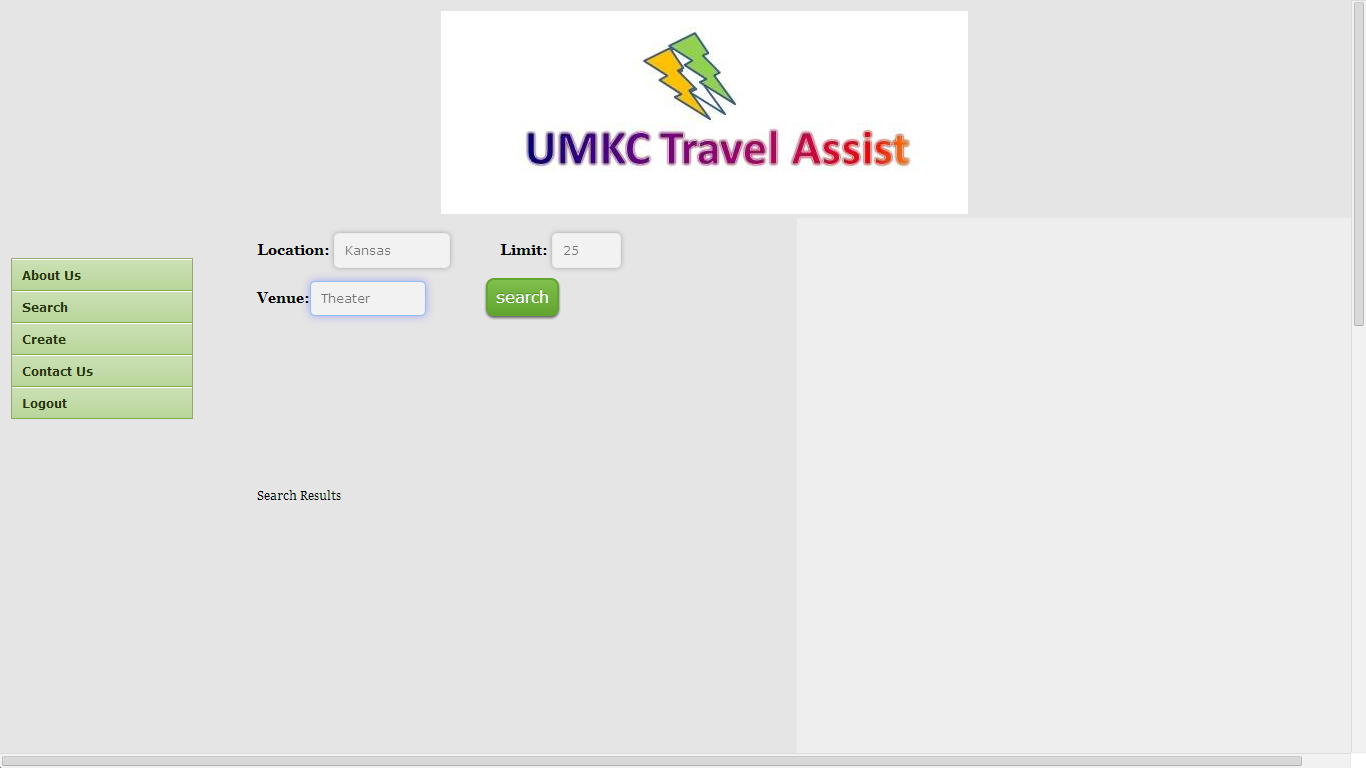 UMKC Travel Assist
Location: Kansas Limit: 25
Venue: Theater search
About Us
Search
Create
Contact Us
Logout
Search Results